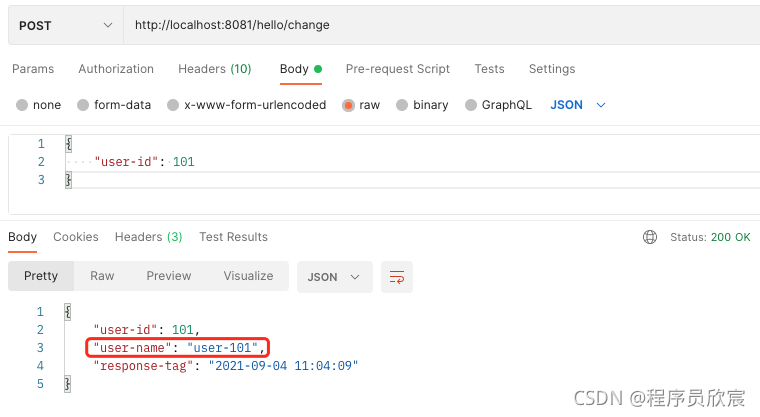 POST http://localhost:8081/hello/change
Params Authorization Headers (10) Body Pre-request Script Tests Settings
none form-data x-www-form-urlencoded raw binary GraphQL JSON
1 {
2 ····"user-id":·101
3 }
Body Cookies Headers (3) Test Results Status: 200 OK
Pretty Raw Preview Visualize JSON
1 {
2 "user-id": 101,
3 "user-name": "user-101",
4 "response-tag": "2021-09-04 11:04:09"
5 }
CSDN @程序员欣宸